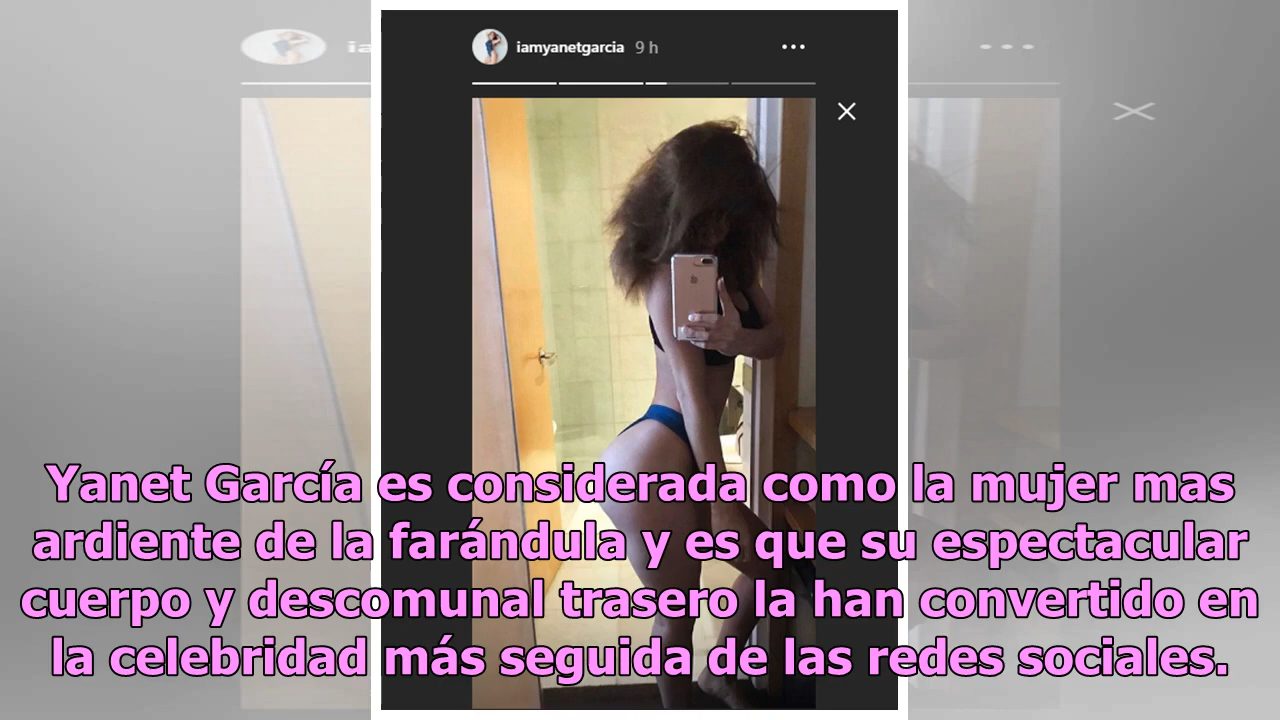 iamyanetgarcia 9 h
Yanet García es considerada como la mujer mas
ardiente de la farándula y es que su espectacular
cuerpo y descomunal trasero la han convertido en
la celebridad más seguida de las redes sociales.